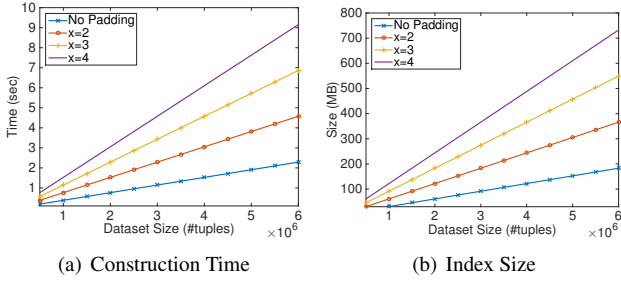 No Padding
x=2
x=3
x=4
10
9
8
7
6
5
4
3
2
1
Time (sec)
1 2 3 4 5 6
Dataset Size (#tuples) ×10^6
(a) Construction Time
No Padding
x=2
x=3
x=4
800
700
600
500
400
300
200
100
Size (MB)
1 2 3 4 5 6
Dataset Size (#tuples) ×10^6
(b) Index Size